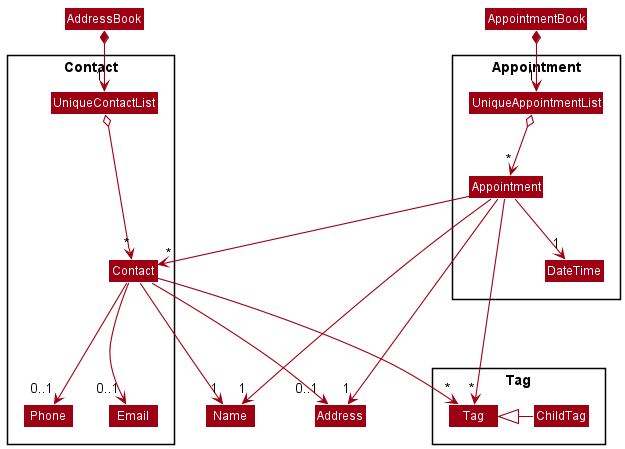 AddressBook
AppointmentBook
Contact
Appointment
1
1
UniqueContactList
UniqueAppointmentList
*
Appointment
*
*
1
Contact
DateTime
Tag
0..1
0..1
1
1
0..1
1
*
*
Phone
Email
Name
Address
Tag
ChildTag